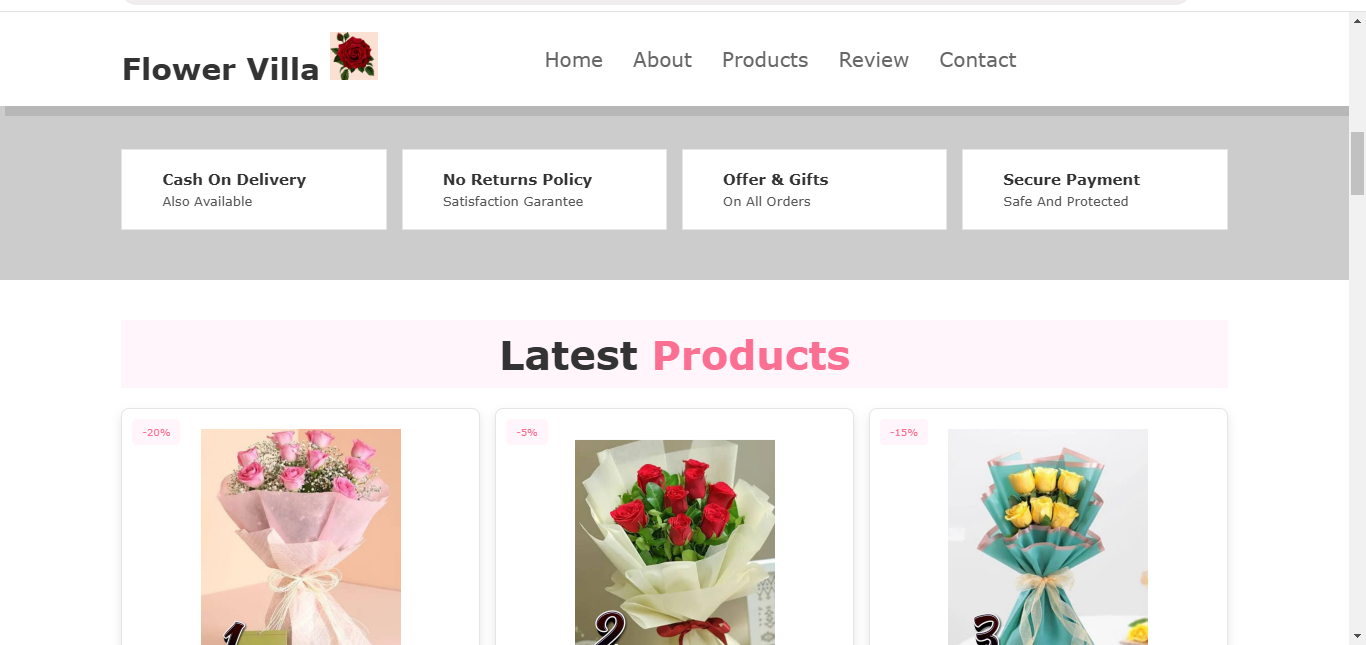 Flower Villa
Home About Products Review Contact
Cash On Delivery
Also Available
No Returns Policy
Satisfaction Garantee
Offer & Gifts
On All Orders
Secure Payment
Safe And Protected
Latest Products
-20%
-5%
-15%
1
2
3